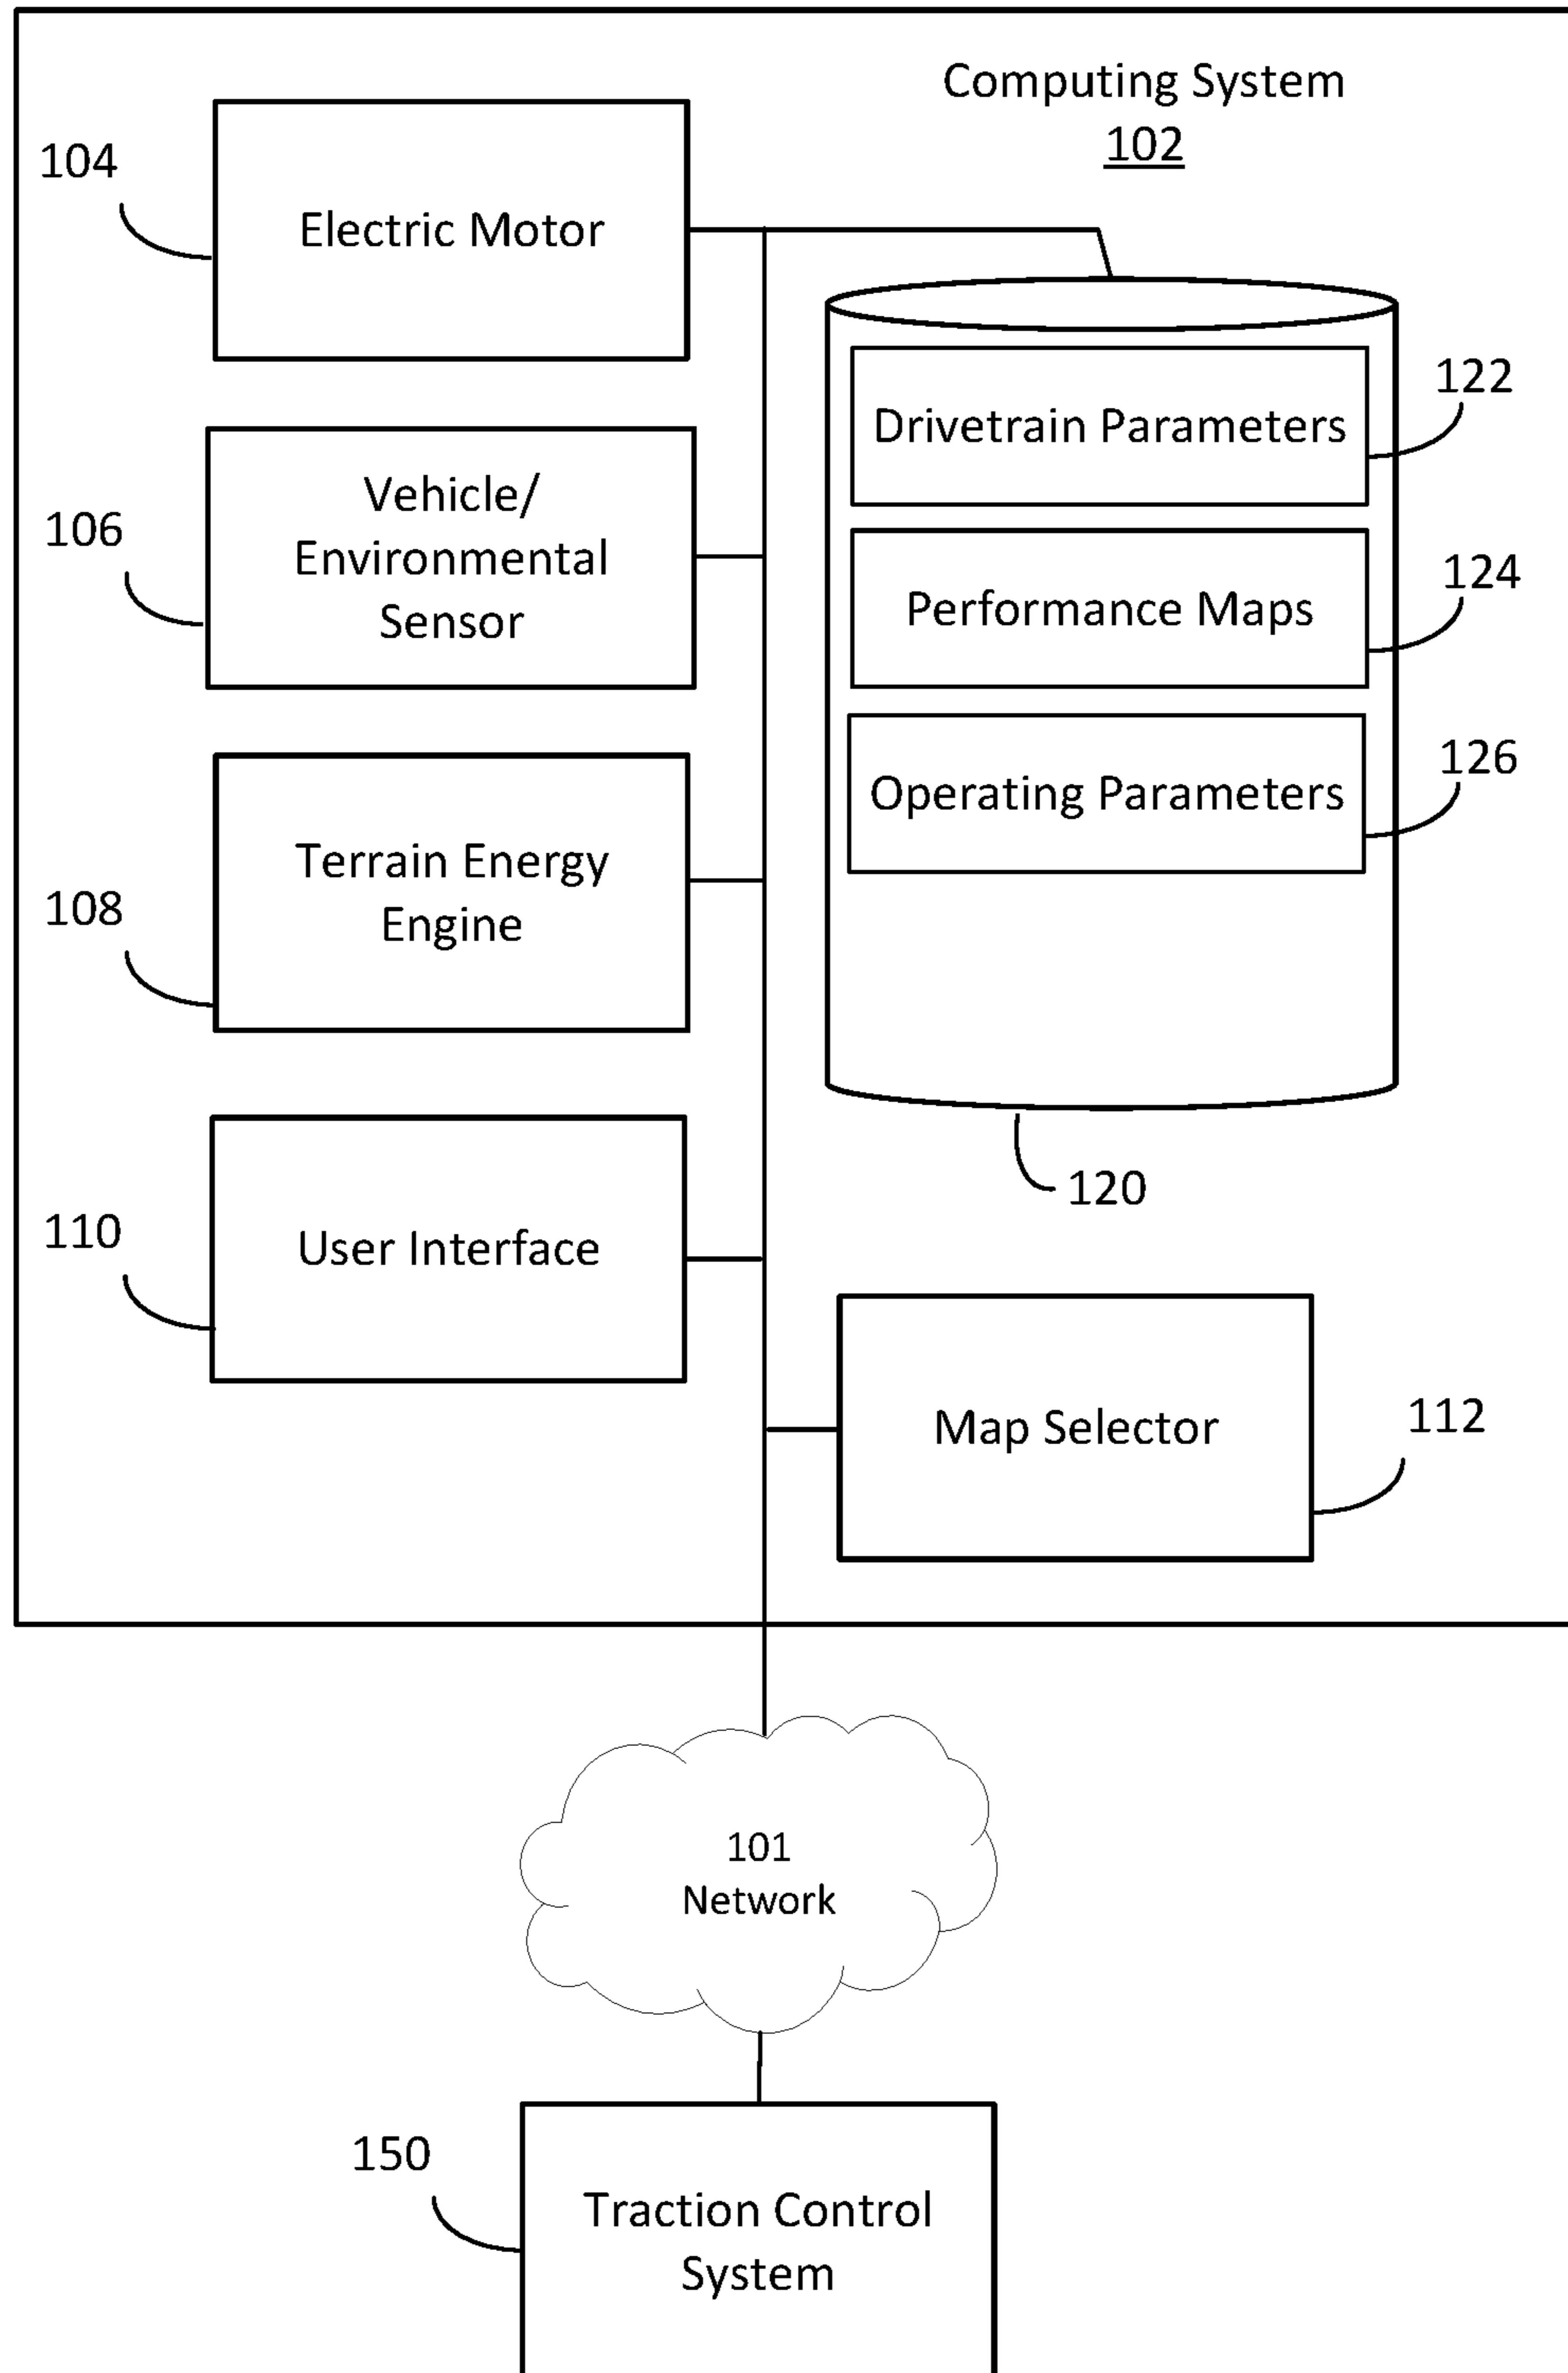 Computing System
102
104
Electric Motor
122
Drivetrain Parameters
106
Vehicle/
Environmental
Sensor
124
Performance Maps
126
Operating Parameters
108
Terrain Energy
Engine
120
110
User Interface
112
Map Selector
101
Network
150
Traction Control
System